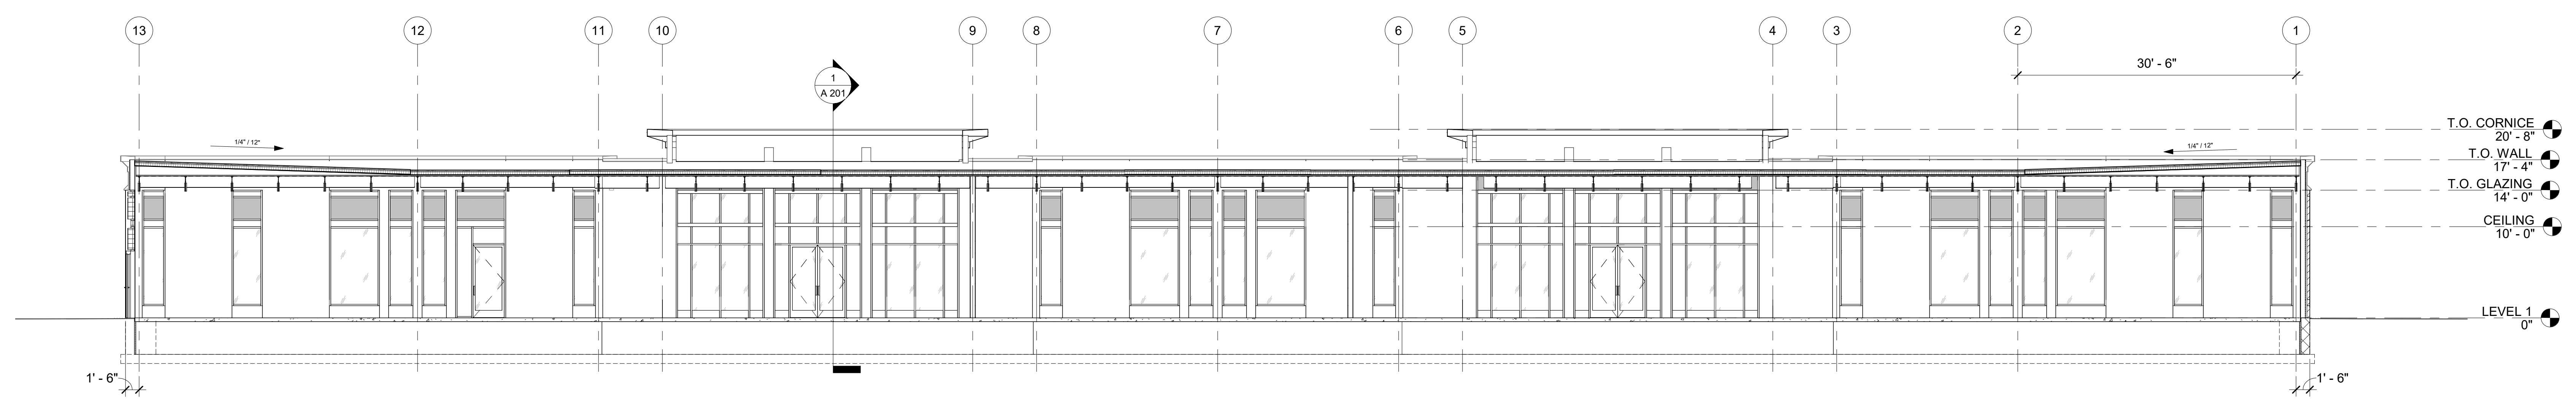 13
12
11
10
9
8
7
6
5
4
3
2
1
30' - 6"
1
A 201
T.O. CORNICE
20' - 8"
1/4" / 12"
1/4" / 12"
T.O. WALL
17' - 4"
T.O. GLAZING
14' - 0"
CEILING
10' - 0"
LEVEL 1
0"
1' - 6"
1' - 6"